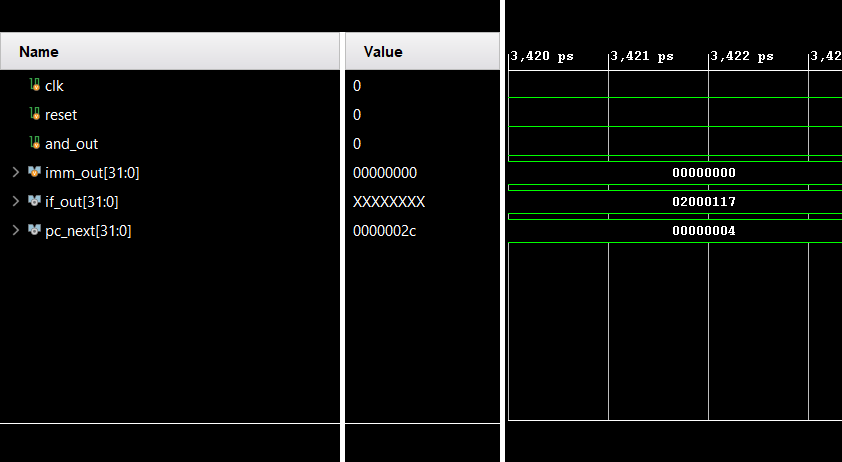 Name Value
3,420 ps 3,421 ps 3,422 ps 3,42
clk 0
reset 0
and_out 0
imm_out[31:0] 00000000 00000000
if_out[31:0] XXXXXXXX 02000117
pc_next[31:0] 0000002c 00000004